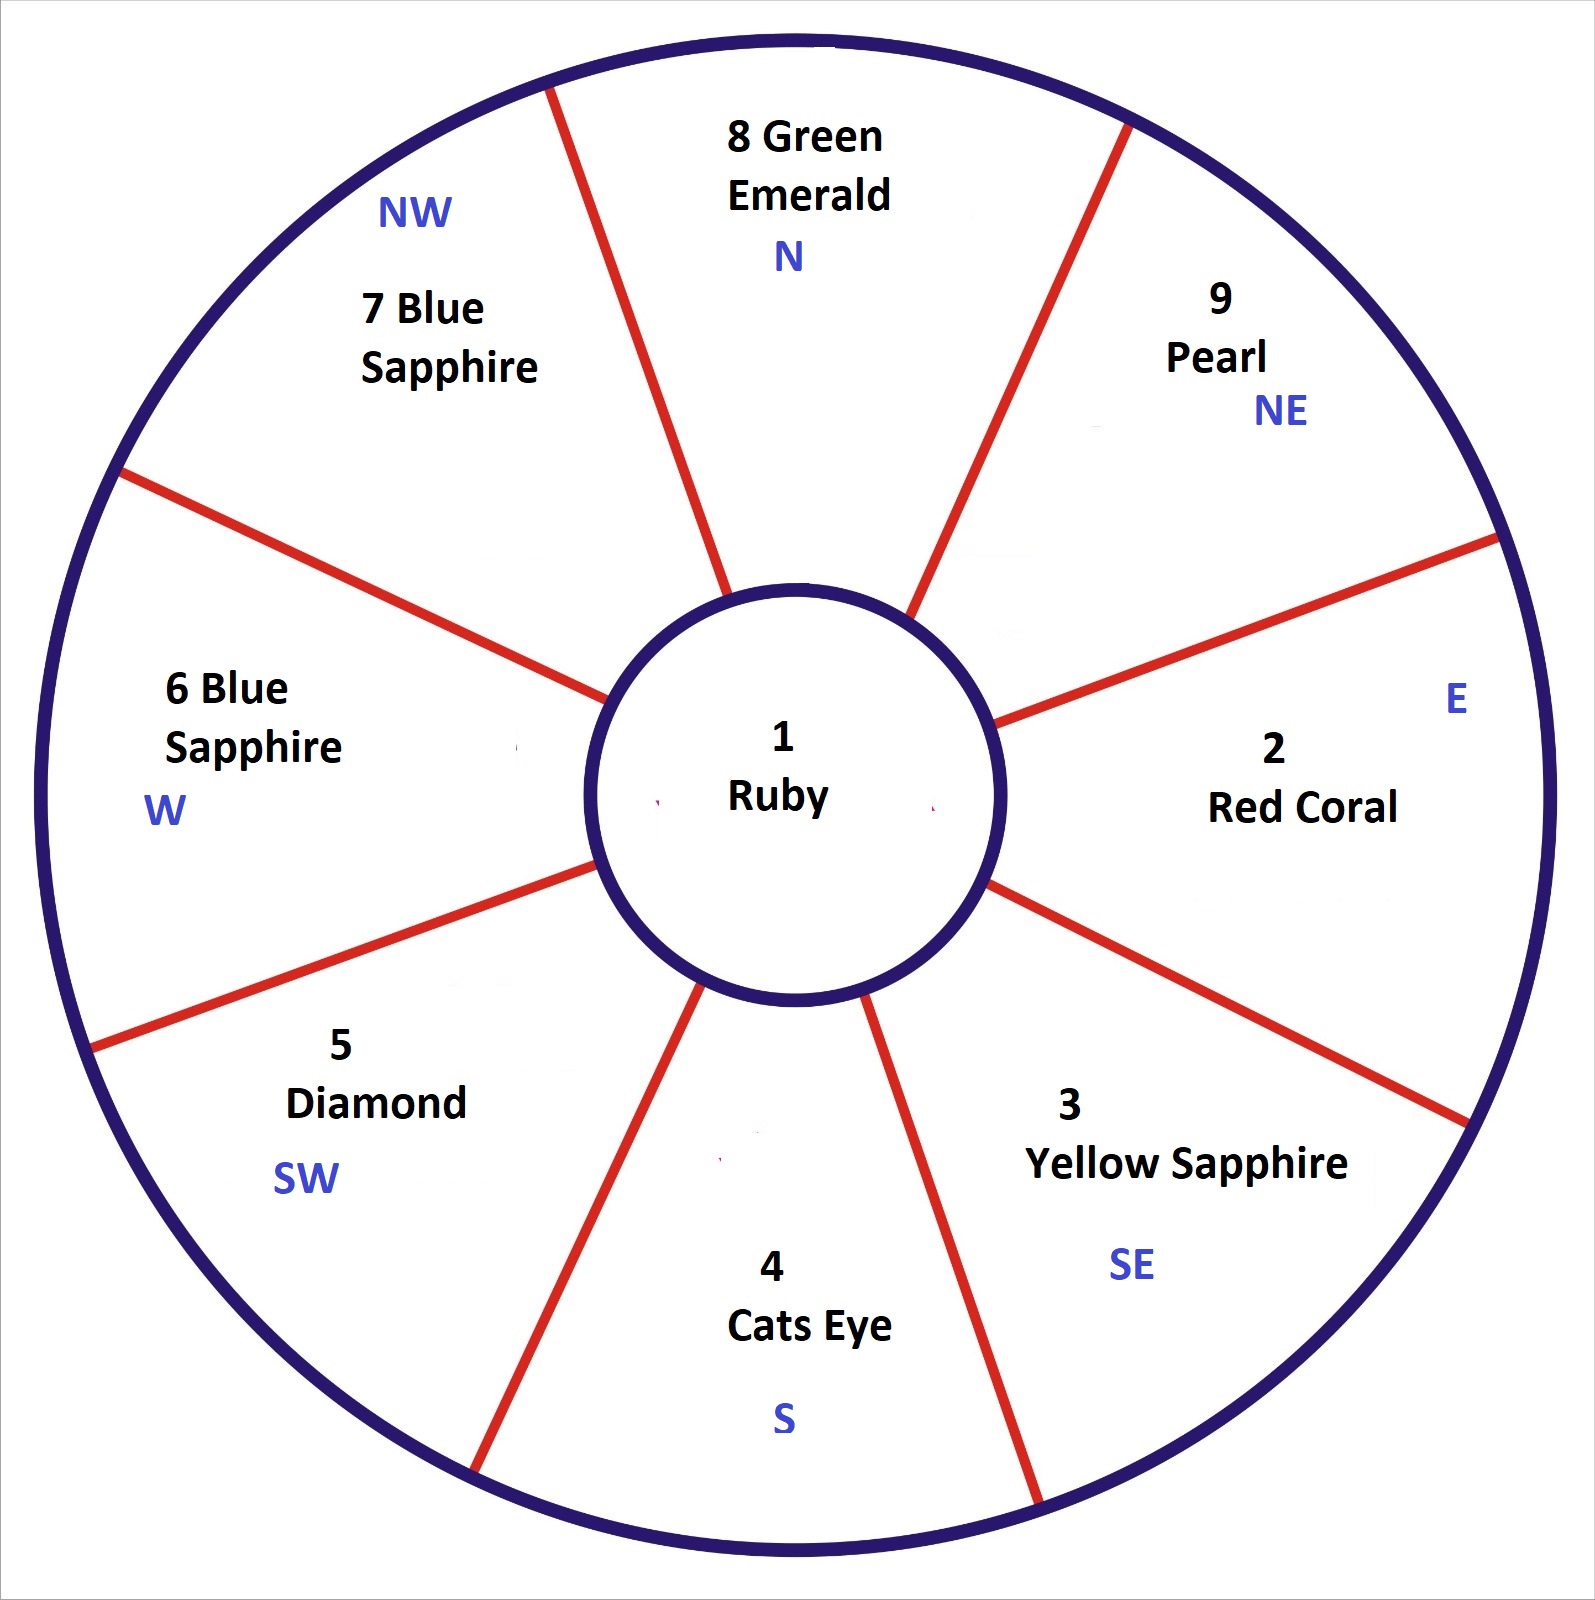 8 Green
Emerald
N
9
Pearl
NE
E
2
Red Coral
3
Yellow Sapphire
SE
4
Cats Eye
S
5
Diamond
SW
6 Blue
Sapphire
W
NW
7 Blue
Sapphire
1
Ruby